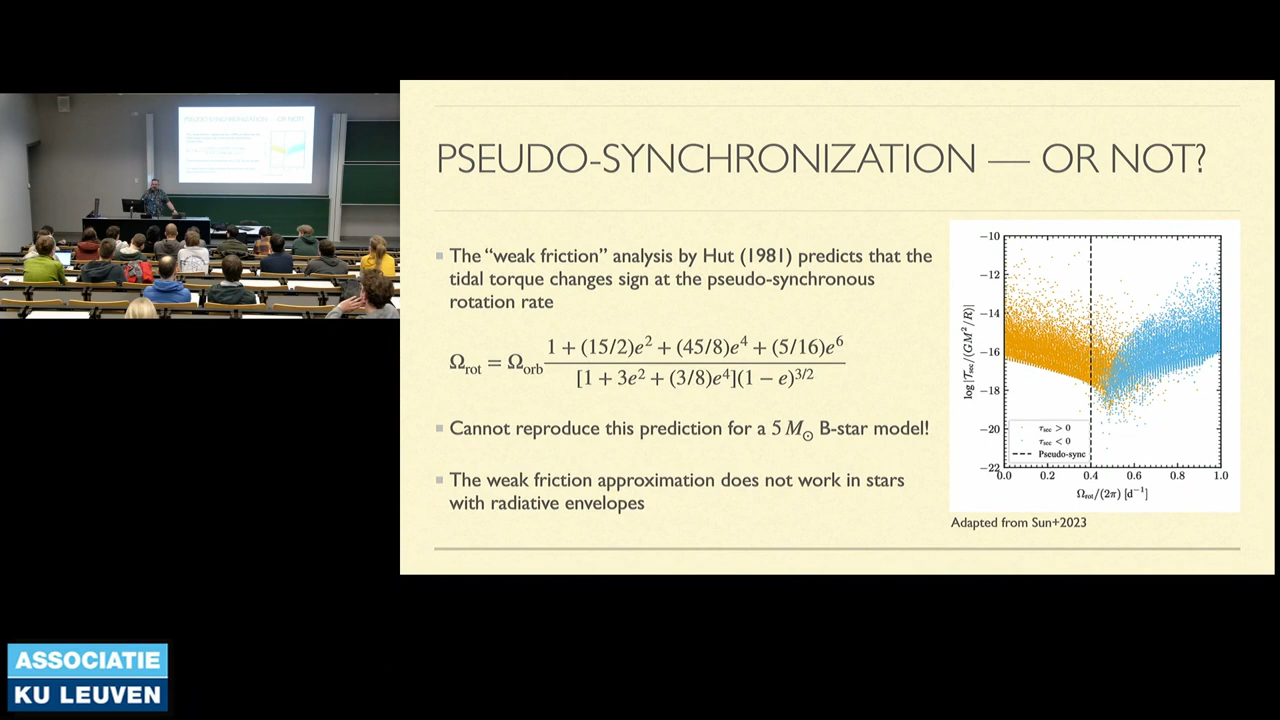 PSEUDO-SYNCHRONIZATION — OR NOT?
PSEUDO-SYNCHRONIZATION — OR NOT?
▪ The “weak friction” analysis by Hut (1981) predicts that the
tidal torque changes sign at the pseudo-synchronous
rotation rate
Ω_rot = Ω_orb (1 + (15/2)e² + (45/8)e⁴ + (5/16)e⁶) / ([1 + 3e² + (3/8)e⁴](1 − e)^{3/2})
▪ Cannot reproduce this prediction for a 5 M☉ B-star model!
▪ The weak friction approximation does not work in stars
with radiative envelopes
log |T_sec/(GM²/R)|
−10
−12
−14
−16
−18
−20
−22
τ_sec > 0
τ_sec < 0
Pseudo-sync
0.0 0.2 0.4 0.6 0.8 1.0
Ω_rot/(2π) [d⁻¹]
Adapted from Sun+2023
ASSOCIATIE
KU LEUVEN